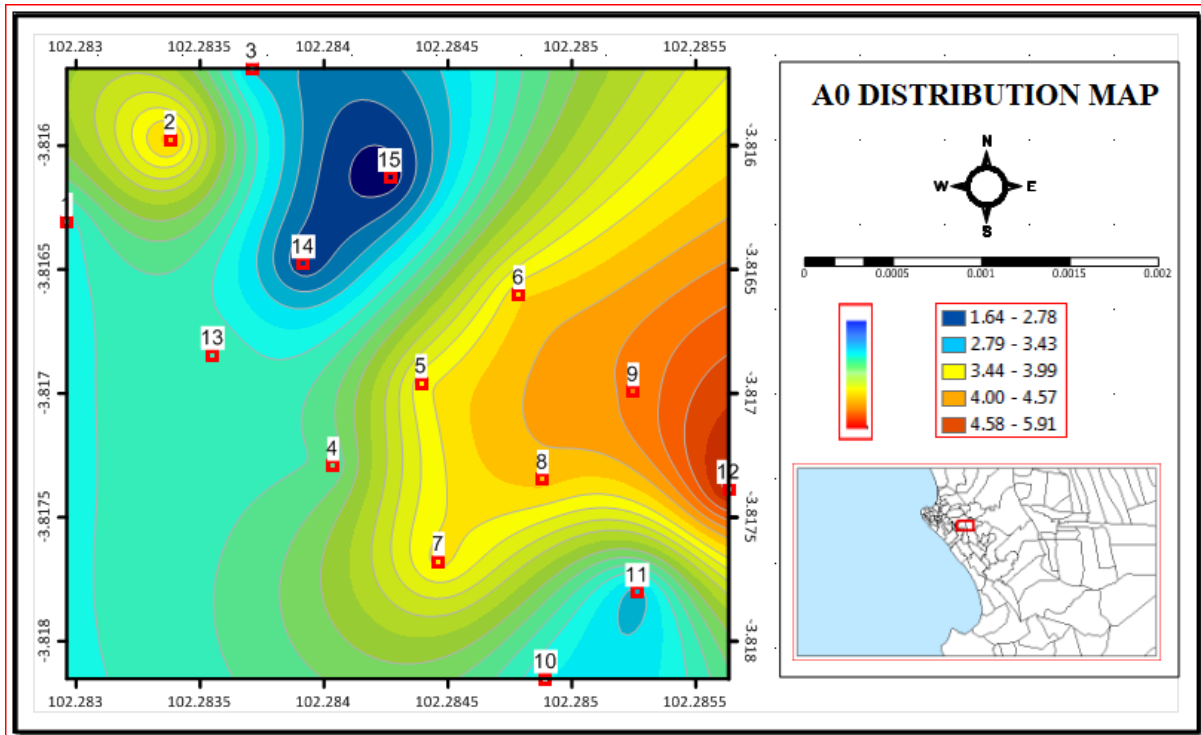 102.283 102.2835 102.284 102.2845 102.285 102.2855
3
2
-3.816 -3.816
15
1
14
-3.8165 -3.8165
6
13
5
9
-3.817 -3.817
4
8
12
-3.8175 -3.8175
7
11
-3.818 -3.818
10
102.283 102.2835 102.284 102.2845 102.285 102.2855
A0 DISTRIBUTION MAP
N
W E
S
0 0.0005 0.001 0.0015 0.002
1.64 - 2.78
2.79 - 3.43
3.44 - 3.99
4.00 - 4.57
4.58 - 5.91